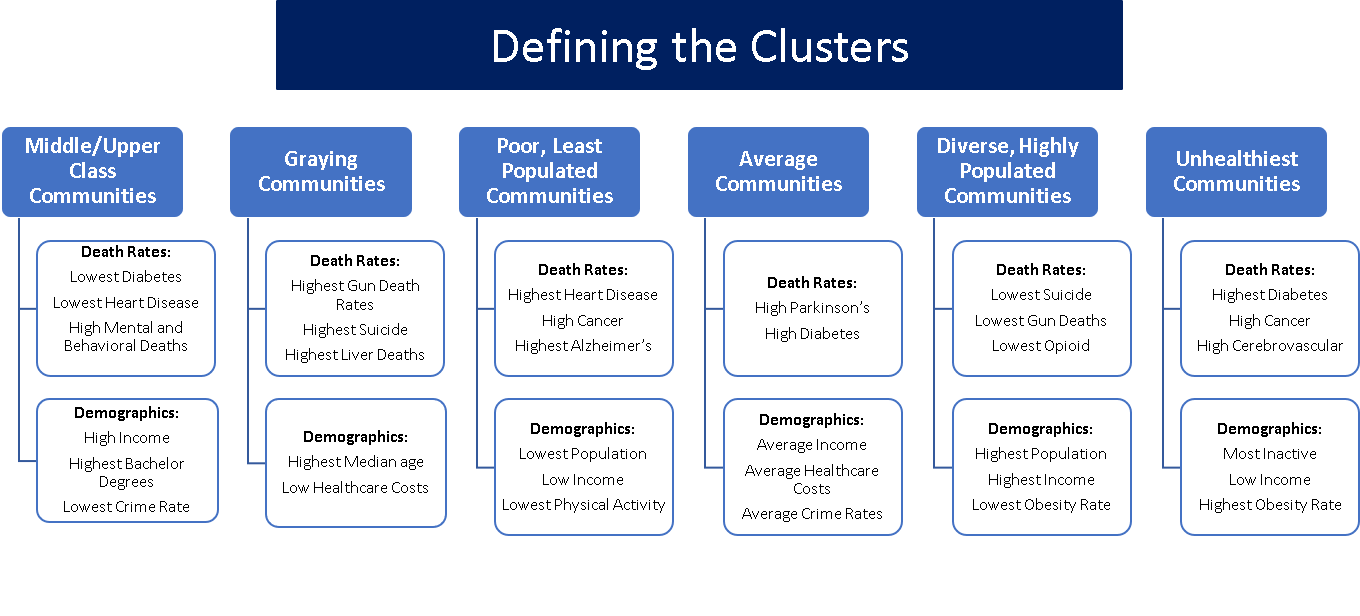 Defining the Clusters
Middle/Upper
Class
Communities
Death Rates:
Lowest Diabetes
Lowest Heart Disease
High Mental and
Behavioral Deaths
Demographics:
High Income
Highest Bachelor
Degrees
Lowest Crime Rate
Graying
Communities
Death Rates:
Highest Gun Death
Rates
Highest Suicide
Highest Liver Deaths
Demographics:
Highest Median age
Low Healthcare Costs
Poor, Least
Populated
Communities
Death Rates:
Highest Heart Disease
High Cancer
Highest Alzheimer’s
Demographics:
Lowest Population
Low Income
Lowest Physical Activity
Average
Communities
Death Rates:
High Parkinson’s
High Diabetes
Demographics:
Average Income
Average Healthcare
Costs
Average Crime Rates
Diverse, Highly
Populated
Communities
Death Rates:
Lowest Suicide
Lowest Gun Deaths
Lowest Opioid
Demographics:
Highest Population
Highest Income
Lowest Obesity Rate
Unhealthiest
Communities
Death Rates:
Highest Diabetes
High Cancer
High Cerebrovascular
Demographics:
Most Inactive
Low Income
Highest Obesity Rate